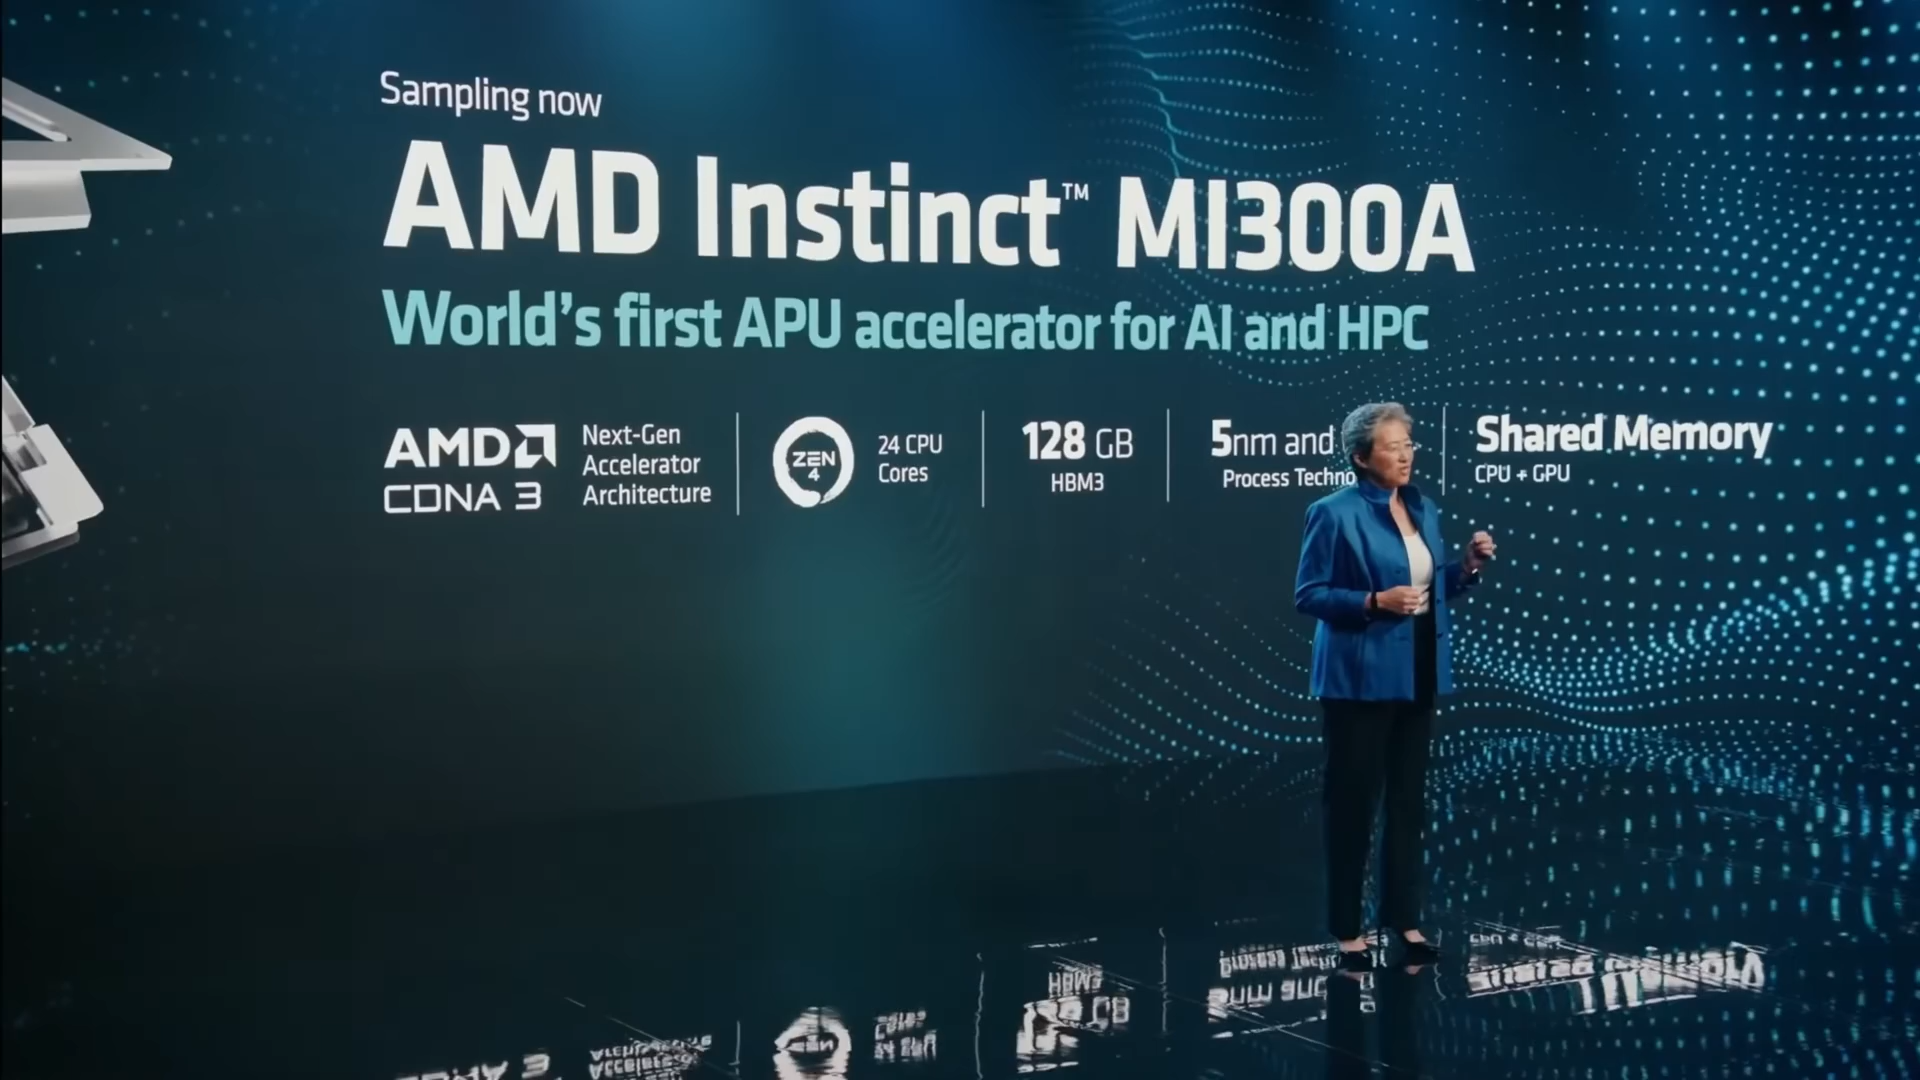 Sampling now
AMD Instinct™ MI300A
World's first APU accelerator for AI and HPC
AMD
CDNA 3
Next-Gen
Accelerator
Architecture
ZEN
4
24 CPU
Cores
128 GB
HBM3
5nm and
Process Techno
Shared Memory
CPU + GPU